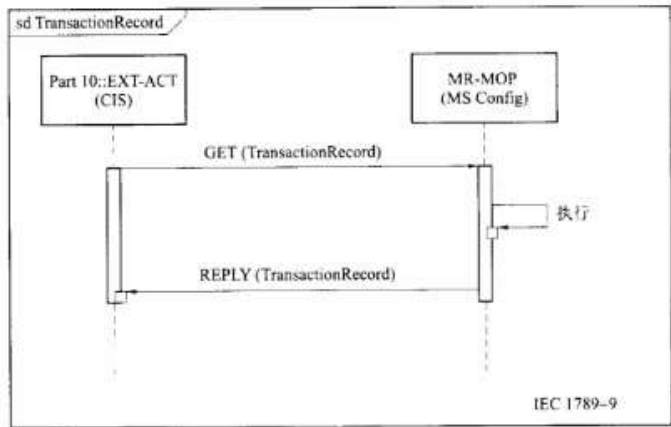 sd TransactionRecord
Part 10::EXT-ACT
(CIS)
MR-MOP
(MS Config)
GET (TransactionRecord)
执行
REPLY (TransactionRecord)
IEC 1789-9